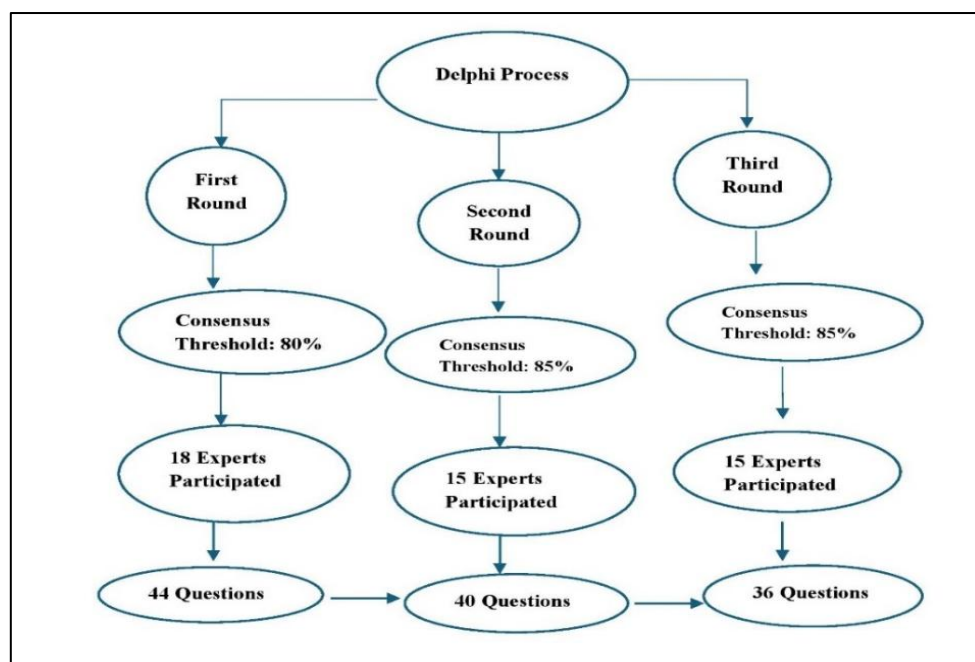 Delphi Process
First
Round
Second
Round
Third
Round
Consensus
Threshold: 80%
Consensus
Threshold: 85%
Consensus
Threshold: 85%
18 Experts
Participated
15 Experts
Participated
15 Experts
Participated
44 Questions
40 Questions
36 Questions